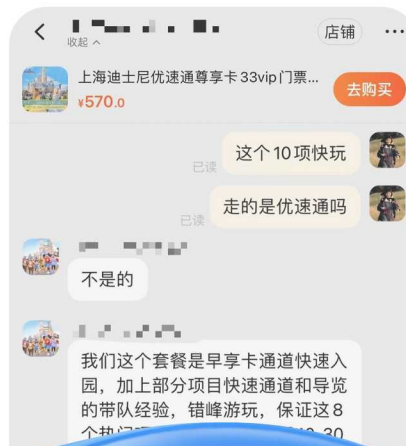 收起
店铺
上海迪士尼优速通尊享卡33vip门票...
¥570.0
去购买
这个10项快玩
已读
走的是优速通吗
已读
不是的
我们这个套餐是早享卡通道快速入
园，加上部分项目快速通道和导览
的带队经验，错峰游玩，保证这8
个热门